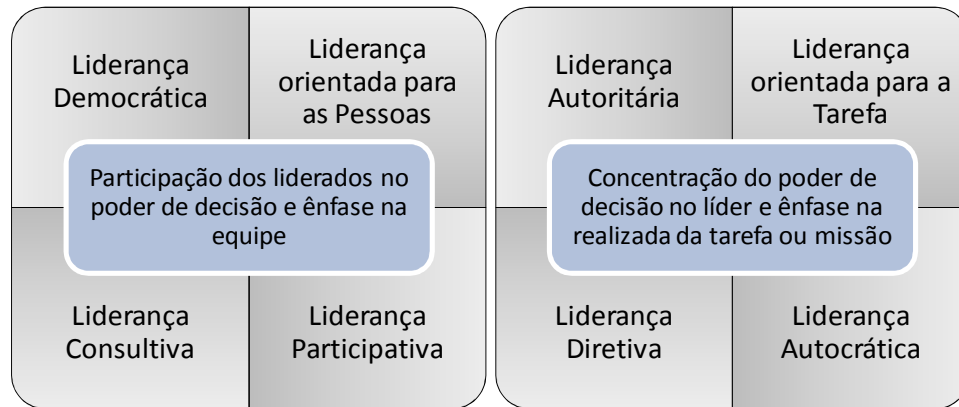 Liderança
Democrática
Liderança
orientada para
as Pessoas
Participação dos liderados no
poder de decisão e ênfase na
equipe
Liderança
Consultiva
Liderança
Participativa
Liderança
Autoritária
Liderança
orientada para a
Tarefa
Concentração do poder de
decisão no líder e ênfase na
realizada da tarefa ou missão
Liderança
Diretiva
Liderança
Autocrática